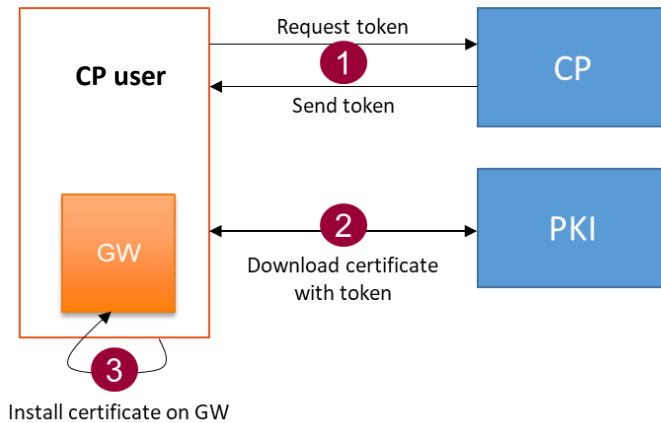 Request token
CP user
1
CP
Send token
2
PKI
GW
Download certificate
with token
3
Install certificate on GW